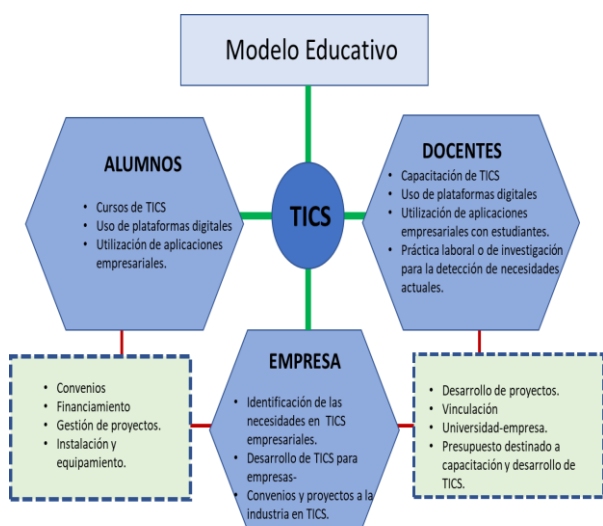 Modelo Educativo
ALUMNOS
• Cursos de TICS
• Uso de plataformas digitales
• Utilización de aplicaciones
empresariales.
TICS
DOCENTES
• Capacitación de TICS
• Uso de plataformas digitales
• Utilización de aplicaciones
empresariales con estudiantes.
• Práctica laboral o de investigación
para la detección de necesidades
actuales.
• Convenios
• Financiamiento
• Gestión de proyectos.
• Instalación y
equipamiento.
EMPRESA
• Identificación de las
necesidades en TICS
empresariales.
• Desarrollo de TICS para
empresas-
• Convenios y proyectos a la
industria en TICS.
• Desarrollo de proyectos.
• Vinculación
• Universidad-empresa.
• Presupuesto destinado a
capacitación y desarrollo de
TICS.